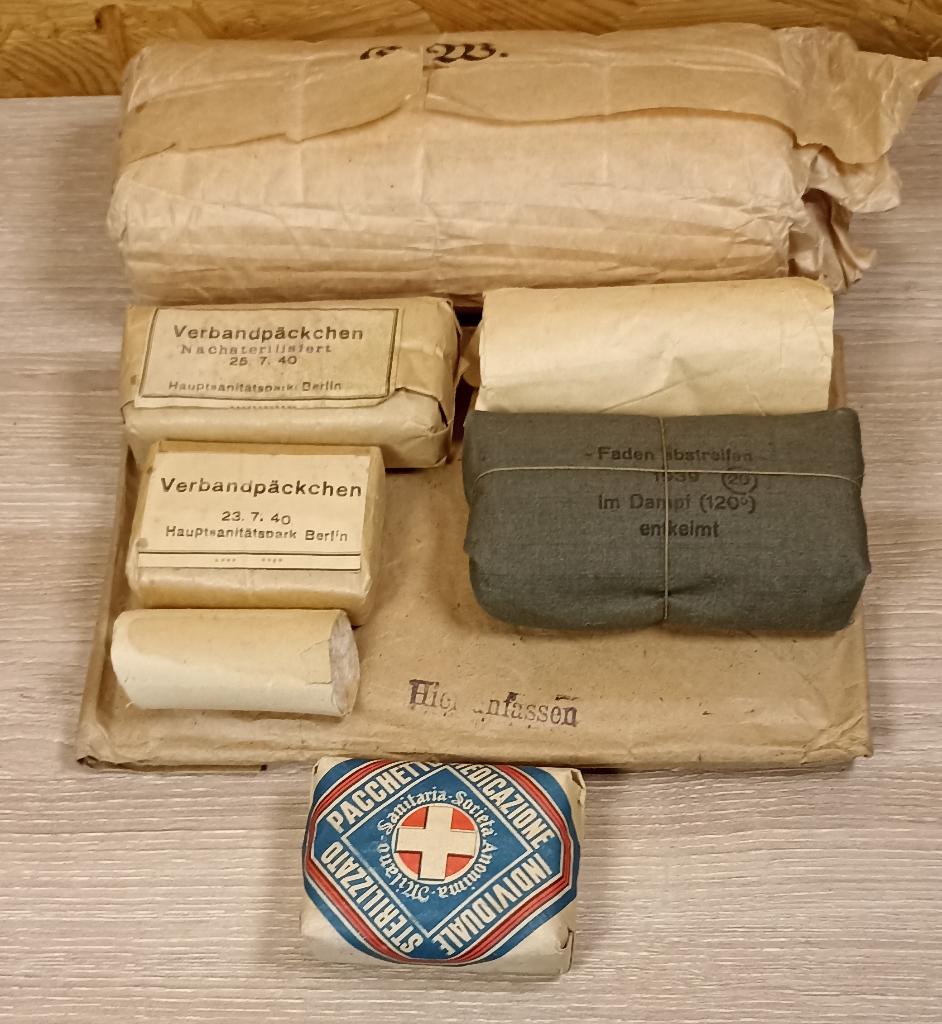 W.
Verbandpäckchen
Nachsterilisiert
25. 7. 40
Hauptsanitätspark Berlin
Verbandpäckchen
23. 7. 40
Hauptsanitätspark Berlin
- Faden abstreifen -
1939 (20)
Im Dampf (120°)
entkeimt
Hier anfassen
PACCHETTO MEDICAZIONE
INDIVIDUALE STERILIZZATO
Sanitaria-Società Anonima-Milano-